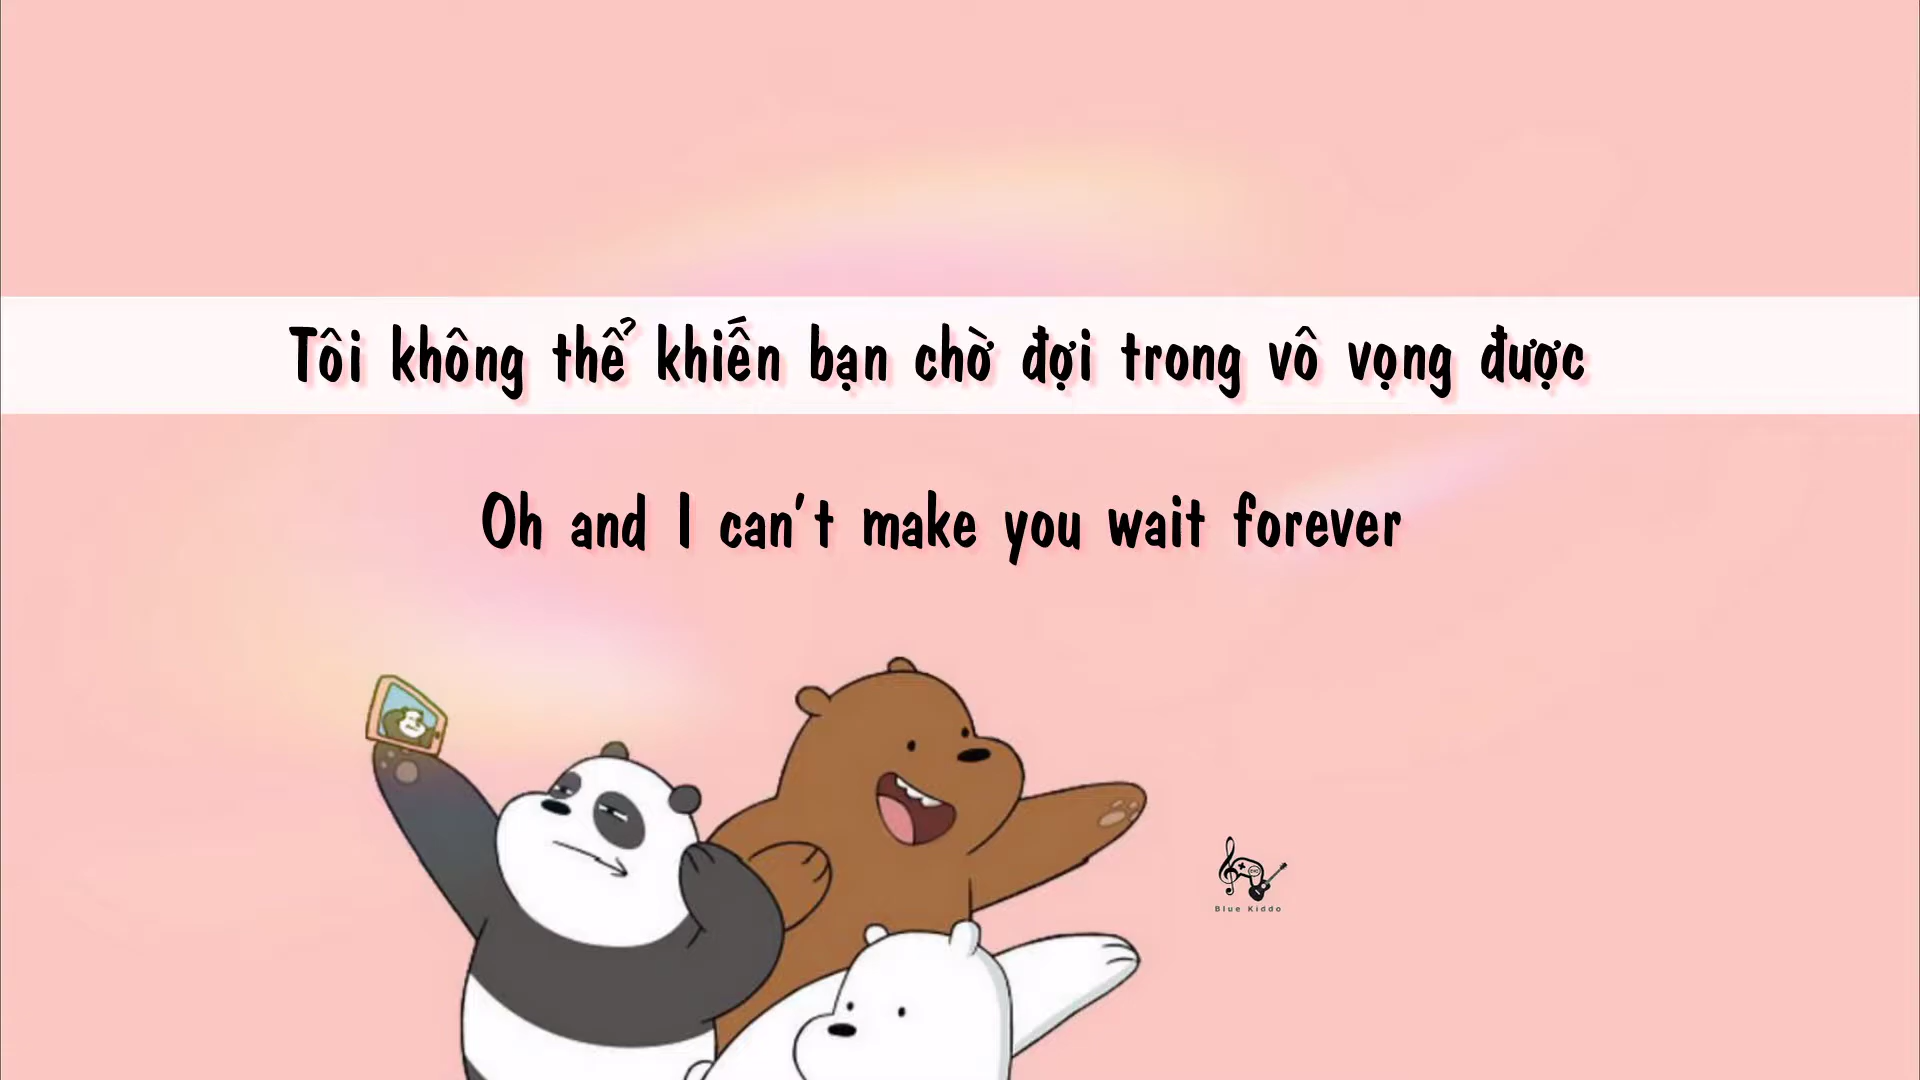 Tôi không thể khiến bạn chờ đợi trong vô vọng được
Oh and I can't make you wait forever
Blue Kiddo